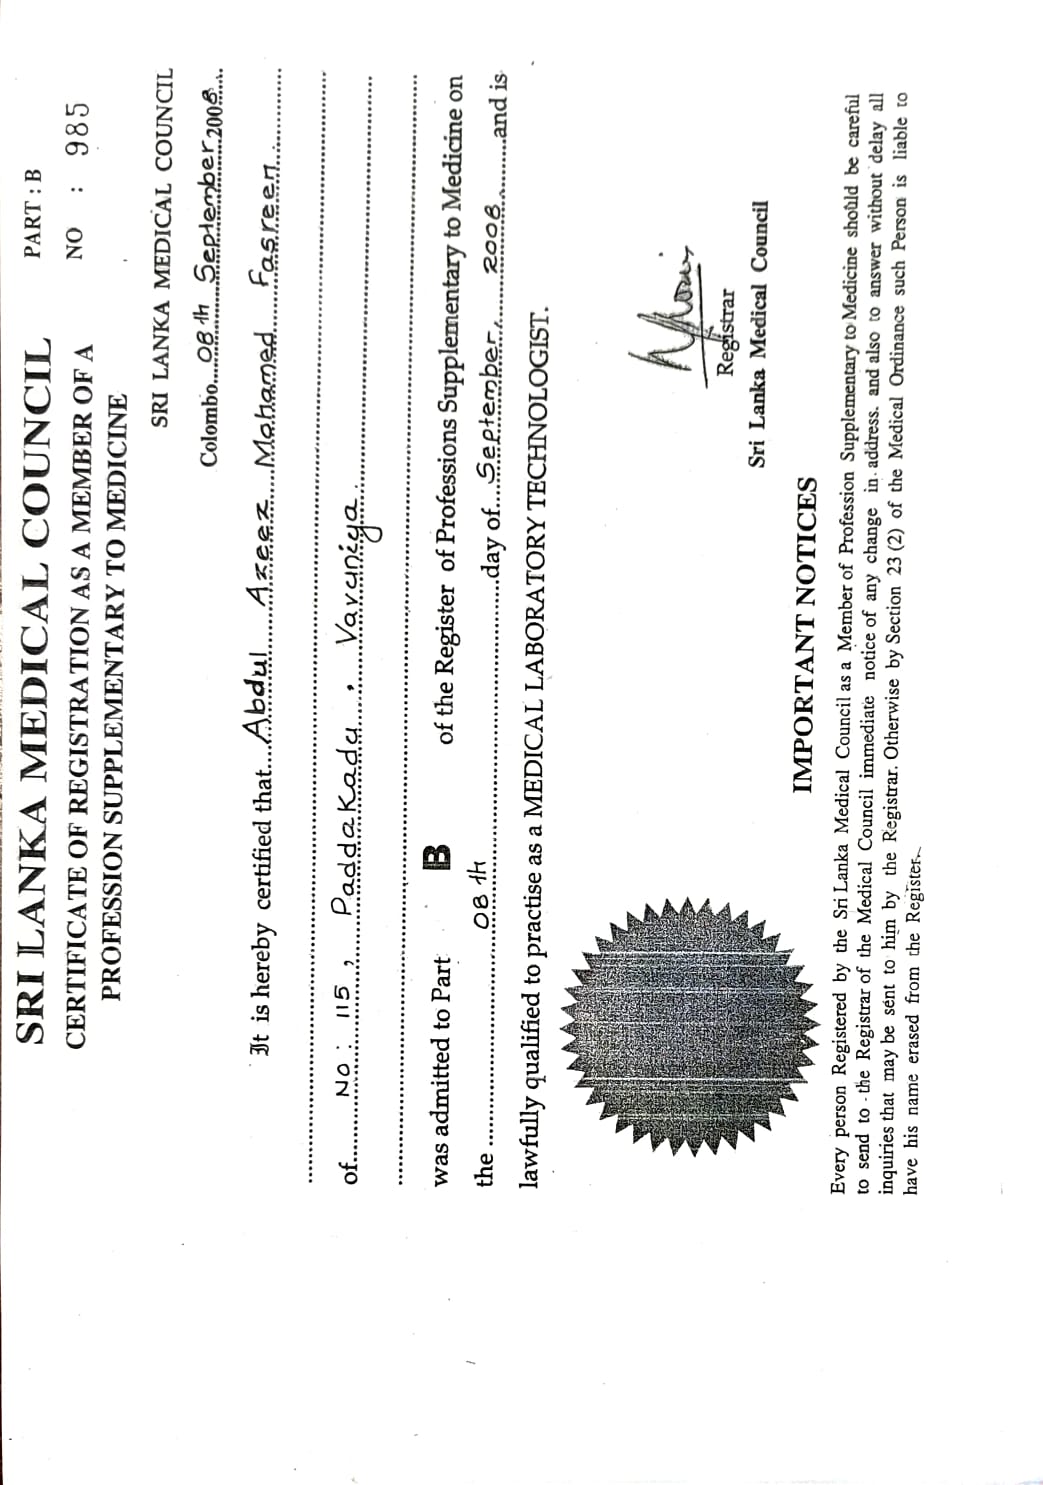 SRI LANKA MEDICAL COUNCIL PART : B
CERTIFICATE OF REGISTRATION AS A MEMBER OF A NO : 985
PROFESSION SUPPLEMENTARY TO MEDICINE
SRI LANKA MEDICAL COUNCIL
Colombo...08 th September 2008
It is hereby certified that...Abdul Azeez Mohamed Fasreen
of...NO: 115, Paddakadu, Vavuniya
was admitted to Part B of the Register of Professions Supplementary to Medicine on
the ...08 th...day of...September, 2008...and is
lawfully qualified to practise as a MEDICAL LABORATORY TECHNOLOGIST.
Registrar
Sri Lanka Medical Council
IMPORTANT NOTICES
Every person Registered by the Sri Lanka Medical Council as a Member of Profession Supplementary to Medicine should be careful
to send to the Registrar of the Medical Council immediate notice of any change in address. and also to answer without delay all
inquiries that may be sent to him by the Registrar. Otherwise by Section 23 (2) of the Medical Ordinance such Person is liable to
have his name erased from the Register.